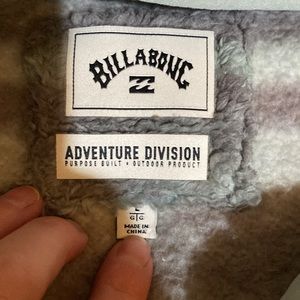 BILLABONG
ADVENTURE DIVISION
PURPOSE BUILT • OUTDOOR PRODUCT
L
G G
MADE IN
CHINA